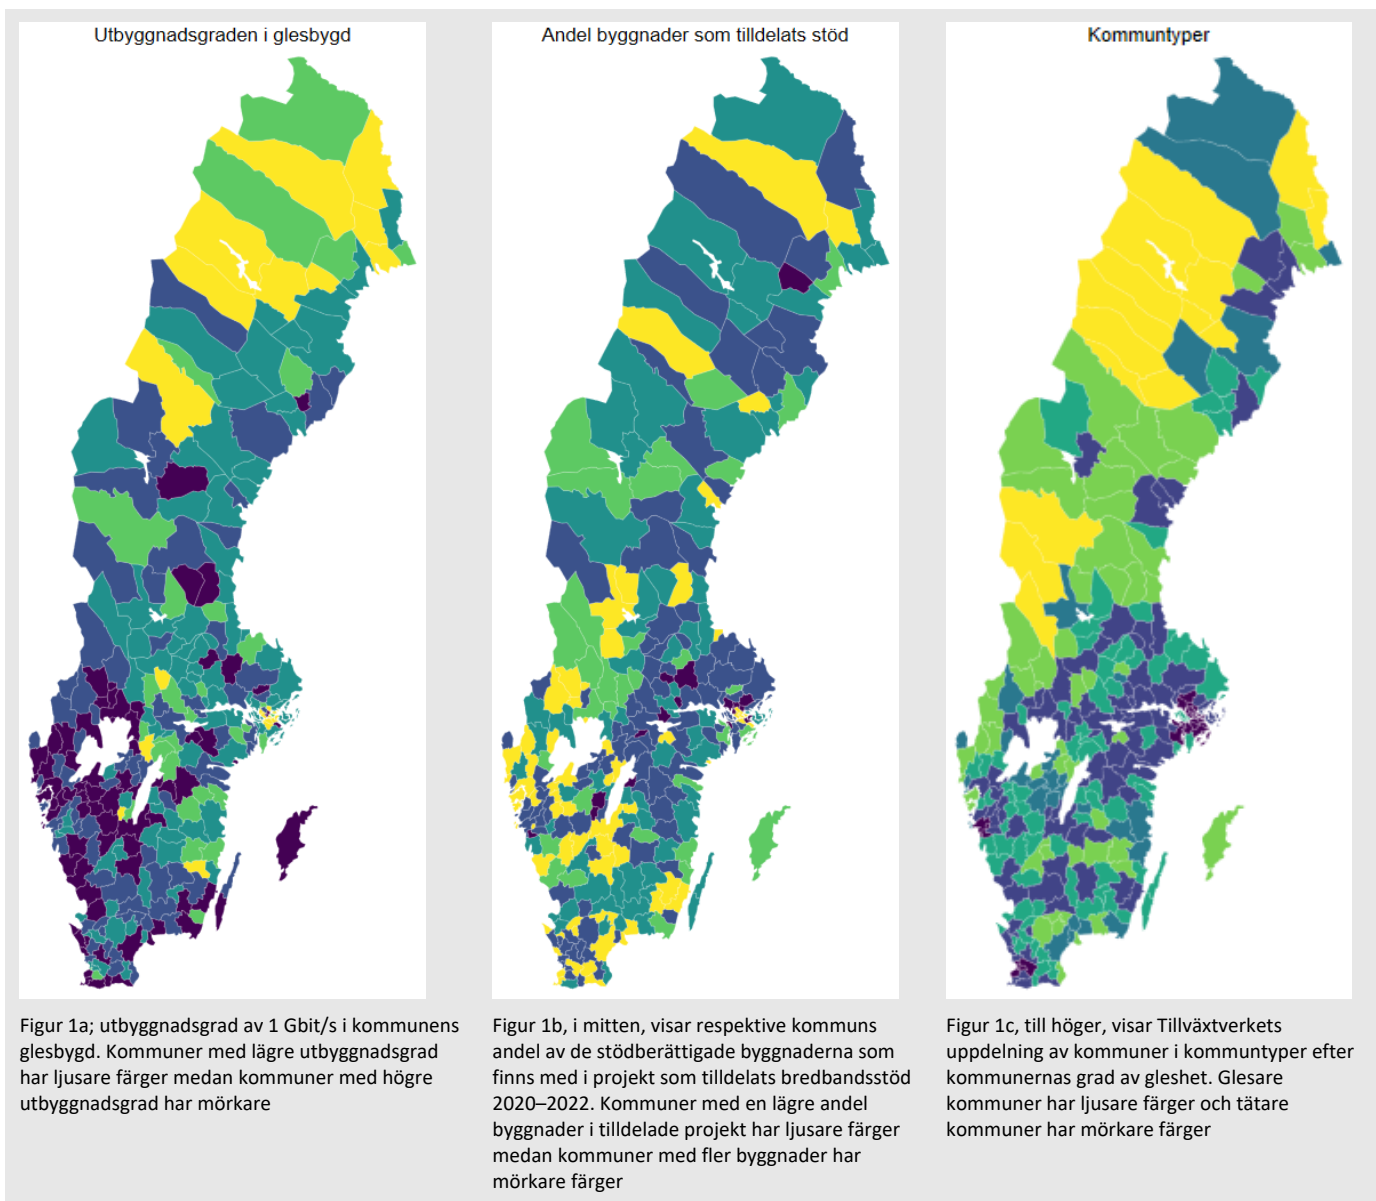 Utbyggnadsgraden i glesbygd
Andel byggnader som tilldelats stöd
Kommuntyper
Figur 1a; utbyggnadsgrad av 1 Gbit/s i kommunens
glesbygd. Kommuner med lägre utbyggnadsgrad
har ljusare färger medan kommuner med högre
utbyggnadsgrad har mörkare
Figur 1b, i mitten, visar respektive kommuns
andel av de stödberättigade byggnaderna som
finns med i projekt som tilldelats bredbandsstöd
2020–2022. Kommuner med en lägre andel
byggnader i tilldelade projekt har ljusare färger
medan kommuner med fler byggnader har
mörkare färger
Figur 1c, till höger, visar Tillväxtverkets
uppdelning av kommuner i kommuntyper efter
kommunernas grad av gleshet. Glesare
kommuner har ljusare färger och tätare
kommuner har mörkare färger